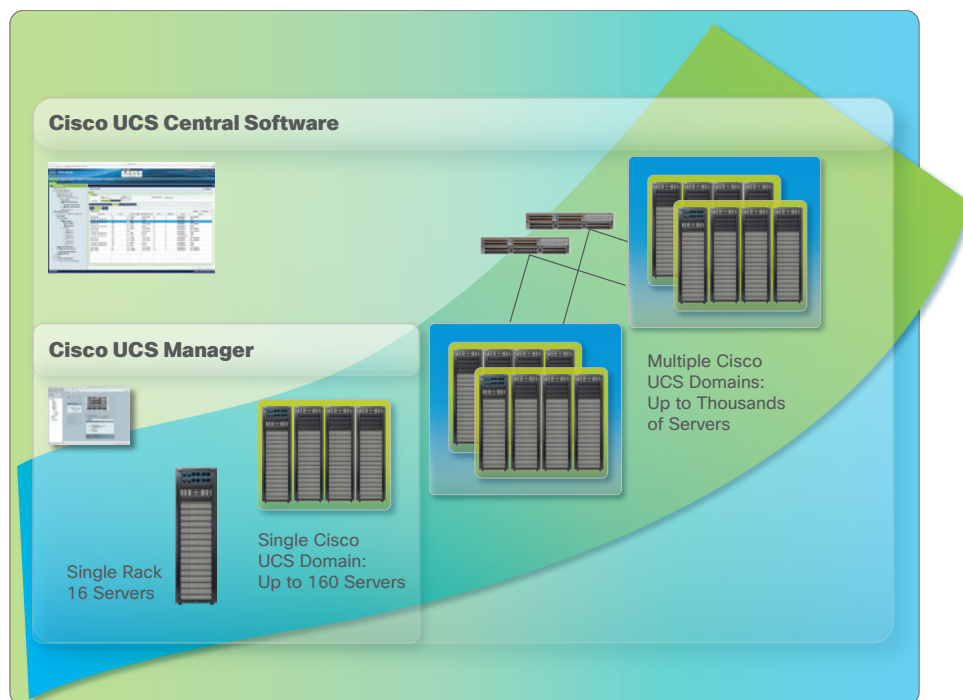 Cisco UCS Central Software
Cisco UCS Manager
Multiple Cisco
UCS Domains:
Up to Thousands
of Servers
Single Cisco
UCS Domain:
Up to 160 Servers
Single Rack
16 Servers